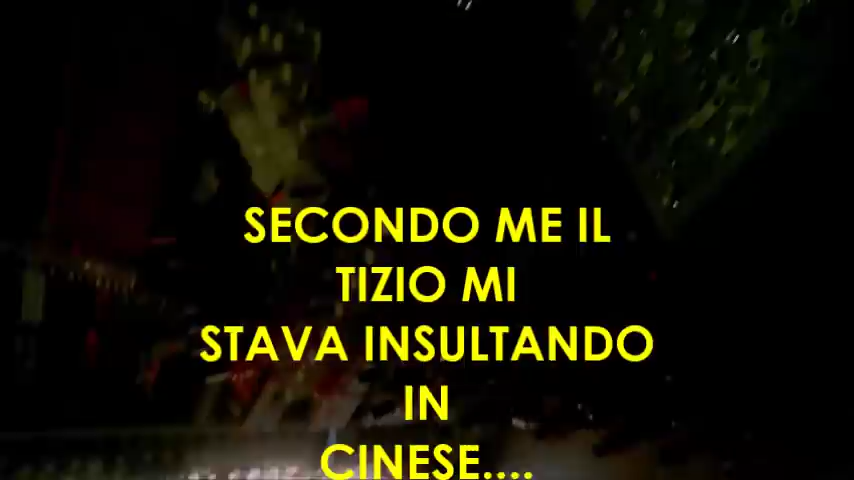 SECONDO ME IL
TIZIO MI
STAVA INSULTANDO
IN
CINESE....